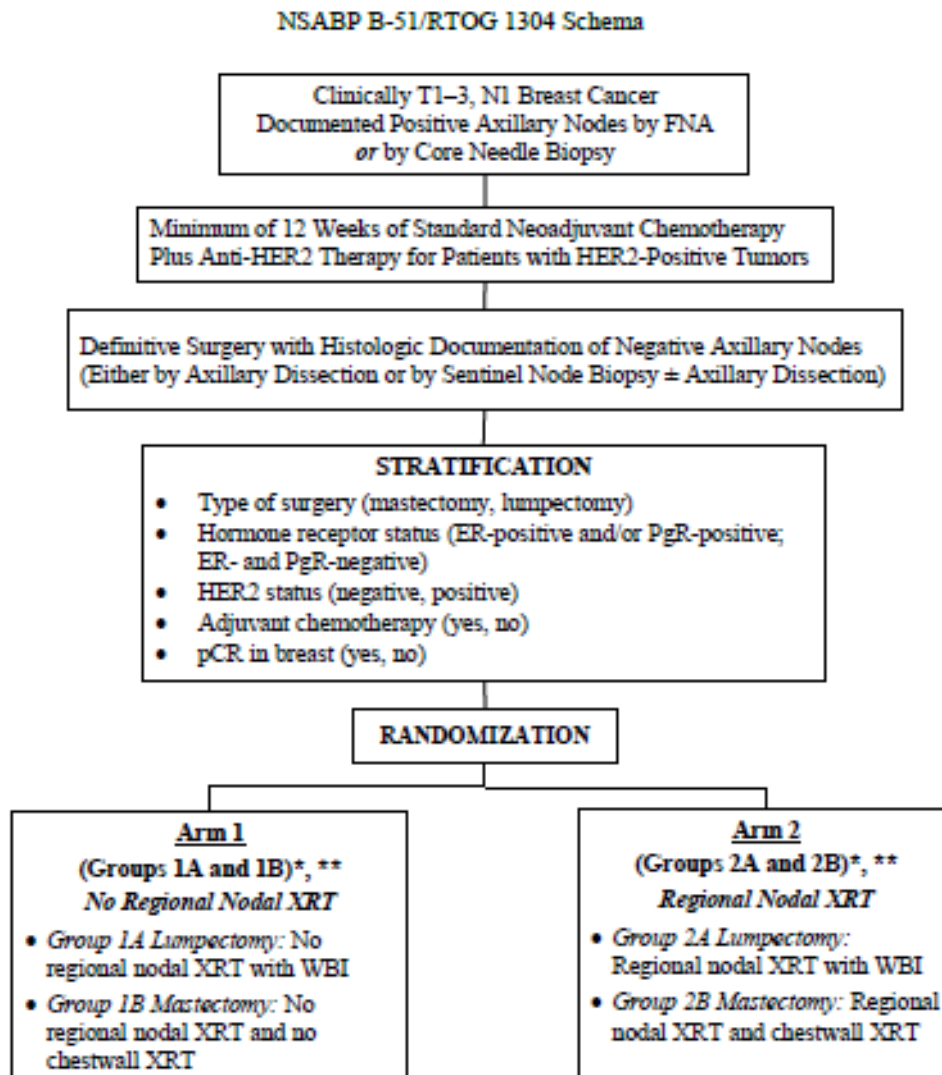 NSABP B-51/RTOG 1304 Schema
Clinically T1–3, N1 Breast Cancer
Documented Positive Axillary Nodes by FNA
or by Core Needle Biopsy
Minimum of 12 Weeks of Standard Neoadjuvant Chemotherapy
Plus Anti-HER2 Therapy for Patients with HER2-Positive Tumors
Definitive Surgery with Histologic Documentation of Negative Axillary Nodes
(Either by Axillary Dissection or by Sentinel Node Biopsy ± Axillary Dissection)
STRATIFICATION
• Type of surgery (mastectomy, lumpectomy)
• Hormone receptor status (ER-positive and/or PgR-positive;
ER- and PgR-negative)
• HER2 status (negative, positive)
• Adjuvant chemotherapy (yes, no)
• pCR in breast (yes, no)
RANDOMIZATION
Arm 1
(Groups 1A and 1B)*, **
No Regional Nodal XRT
• Group 1A Lumpectomy: No
regional nodal XRT with WBI
• Group 1B Mastectomy: No
regional nodal XRT and no
chestwall XRT
Arm 2
(Groups 2A and 2B)*, **
Regional Nodal XRT
• Group 2A Lumpectomy:
Regional nodal XRT with WBI
• Group 2B Mastectomy: Regional
nodal XRT and chestwall XRT